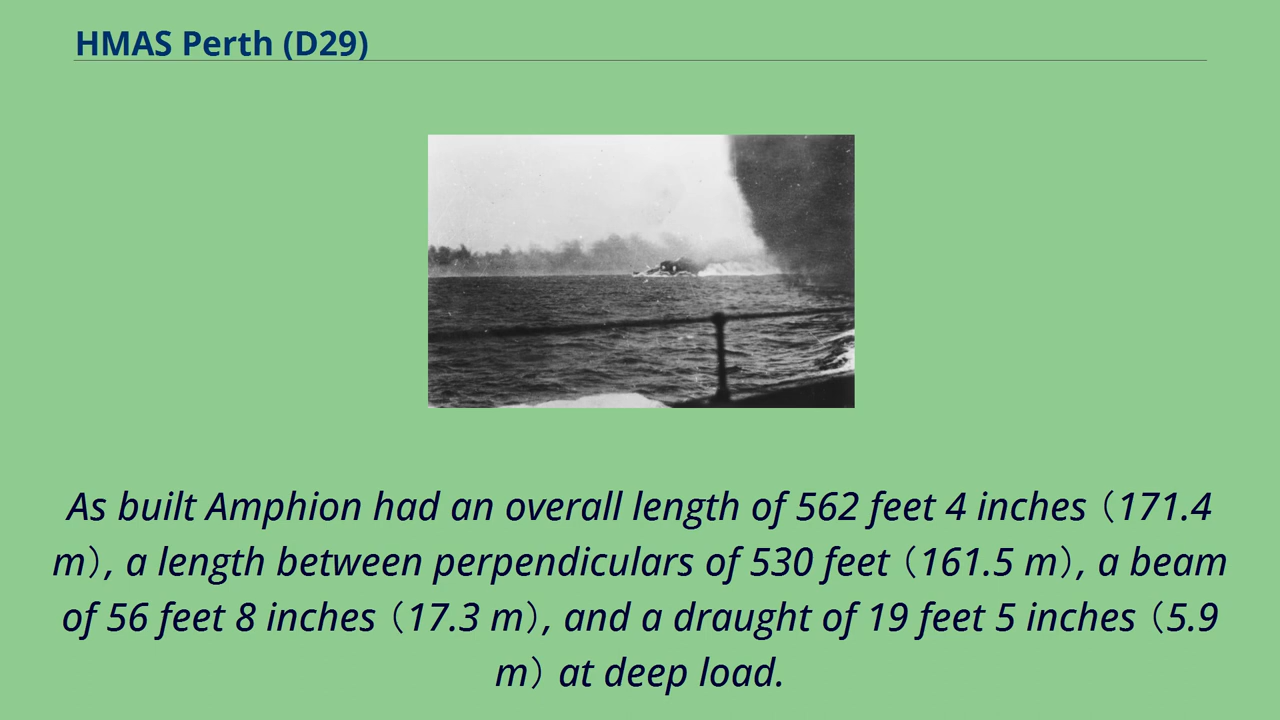 HMAS Perth (D29)
As built Amphion had an overall length of 562 feet 4 inches（171.4
m）, a length between perpendiculars of 530 feet（161.5 m）, a beam
of 56 feet 8 inches（17.3 m）, and a draught of 19 feet 5 inches（5.9
m）at deep load.